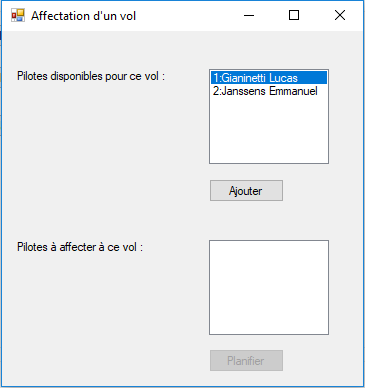 Affectation d'un vol
Pilotes disponibles pour ce vol :
1:Gianinetti Lucas
2:Janssens Emmanuel
Ajouter
Pilotes à affecter à ce vol :
Planifier